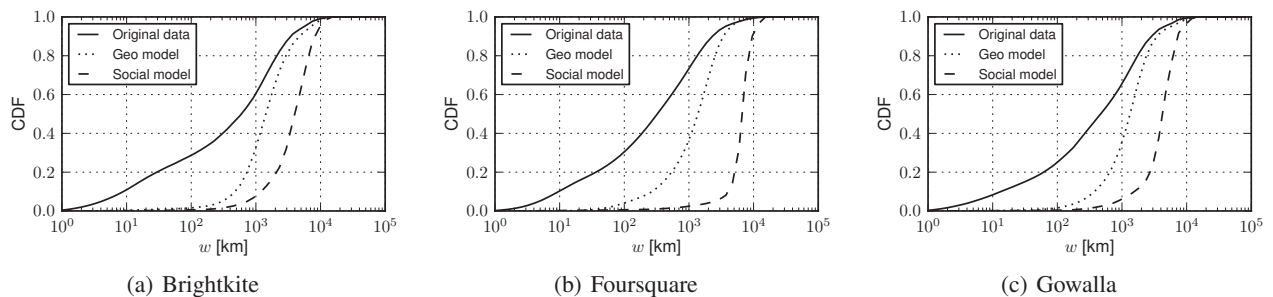 1.0
0.8
0.6
0.4
0.2
0.0
CDF
Original data
Geo model
Social model
10^0 10^1 10^2 10^3 10^4 10^5
w [km]
(a) Brightkite
1.0
0.8
0.6
0.4
0.2
0.0
CDF
Original data
Geo model
Social model
10^0 10^1 10^2 10^3 10^4 10^5
w [km]
(b) Foursquare
1.0
0.8
0.6
0.4
0.2
0.0
CDF
Original data
Geo model
Social model
10^0 10^1 10^2 10^3 10^4 10^5
w [km]
(c) Gowalla